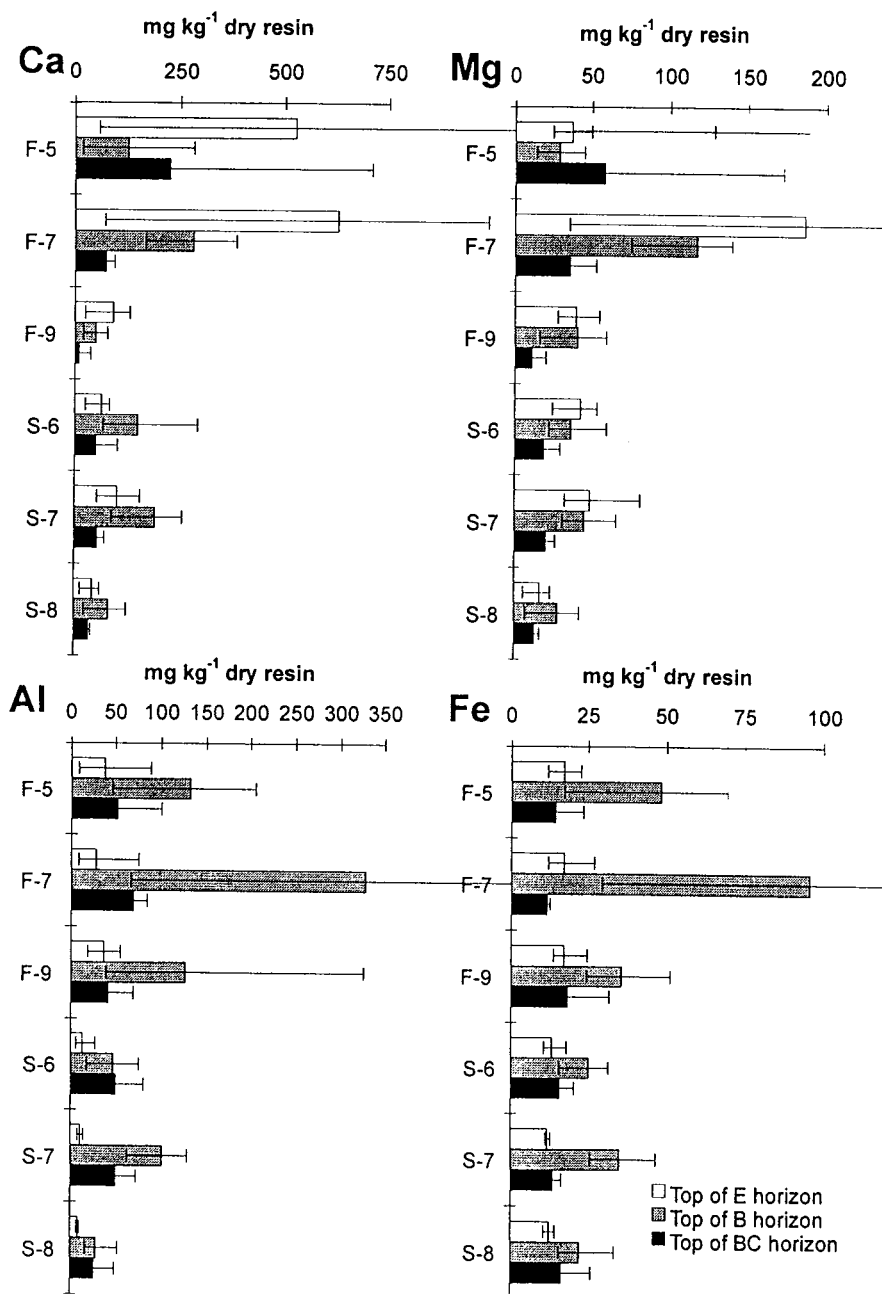 mg kg-1 dry resin
Ca
0 250 500 750
F-5
F-7
F-9
S-6
S-7
S-8
mg kg-1 dry resin
Mg
0 50 100 150 200
F-5
F-7
F-9
S-6
S-7
S-8
mg kg-1 dry resin
Al
0 50 100 150 200 250 300 350
F-5
F-7
F-9
S-6
S-7
S-8
mg kg-1 dry resin
Fe
0 25 50 75 100
F-5
F-7
F-9
S-6
S-7
S-8
Top of E horizon
Top of B horizon
Top of BC horizon